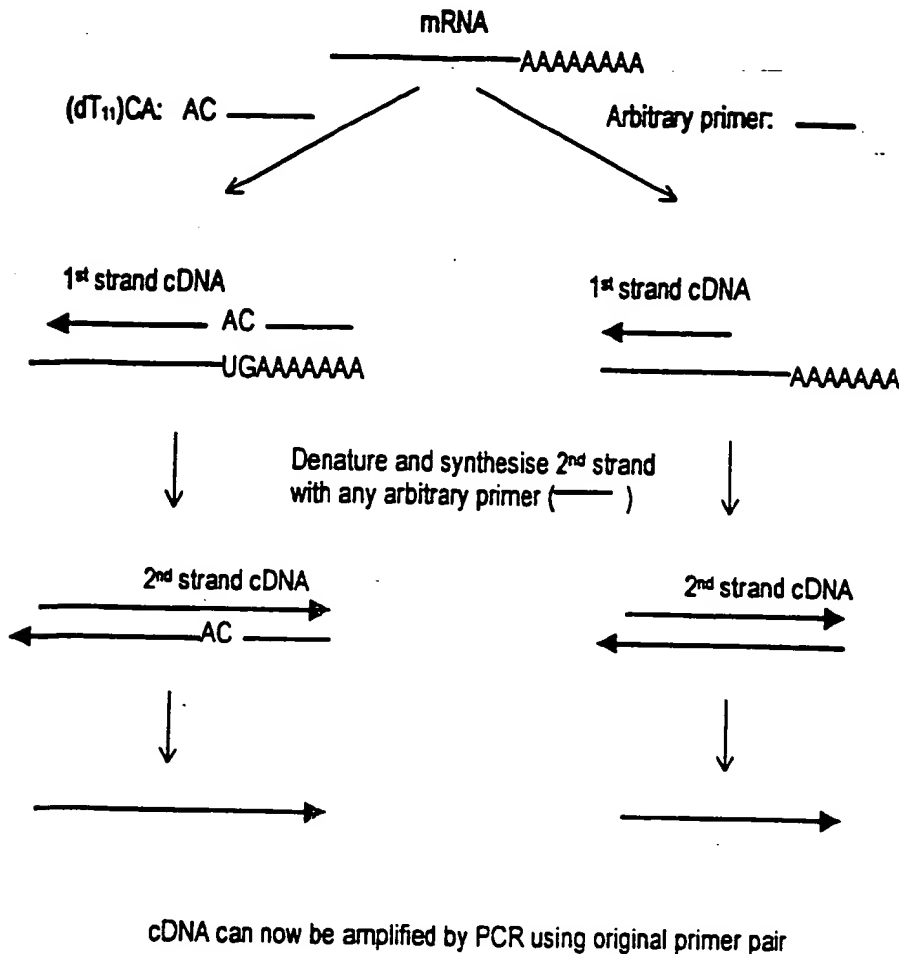 mRNA
AAAAAAAA
(dT₁₁)CA: AC
Arbitrary primer:
1st strand cDNA
AC
UGAAAAAAA
1st strand cDNA
AAAAAAA
Denature and synthesise 2nd strand
with any arbitrary primer ( )
2nd strand cDNA
AC
2nd strand cDNA
cDNA can now be amplified by PCR using original primer pair